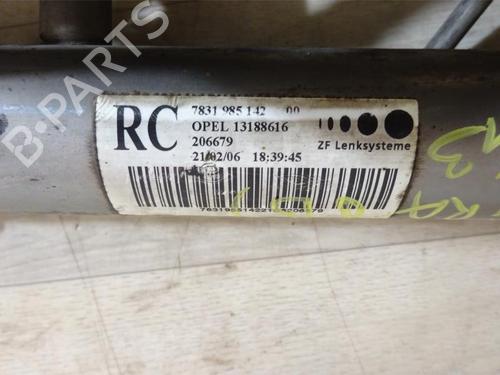 B-PARTS
RC
7831 985 142 00
OPEL 13188616
206679
21/02/06 18:39:45
ZF Lenksysteme